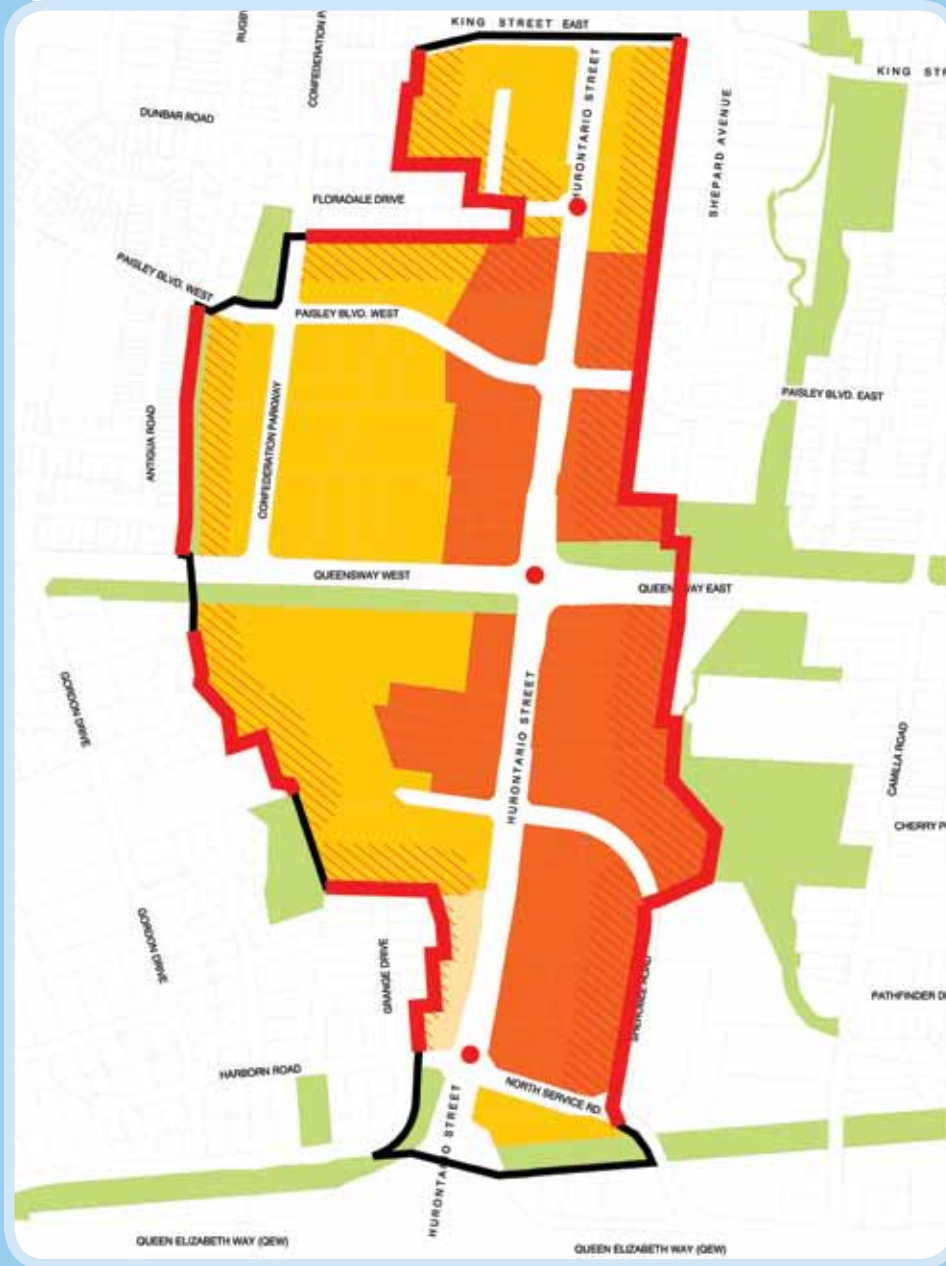 KING STREET EAST
DUNBAR ROAD
HURONTARIO STREET
SHEPARD AVENUE
FLORADALE DRIVE
PAISLEY BLVD. WEST
PAISLEY BLVD. WEST
PAISLEY BLVD. EAST
ANTIGUA ROAD
CONFEDERATION PARKWAY
QUEENSWAY WEST
QUEENSWAY EAST
GORDON DRIVE
HURONTARIO STREET
CAMILLA ROAD
CHERRY
GORDON DRIVE
GRANGE DRIVE
PATHFINDER
HARBORN ROAD
NORTH SERVICE RD.
HURONTARIO STREET
QUEEN ELIZABETH WAY (QEW)
QUEEN ELIZABETH WAY (QEW)